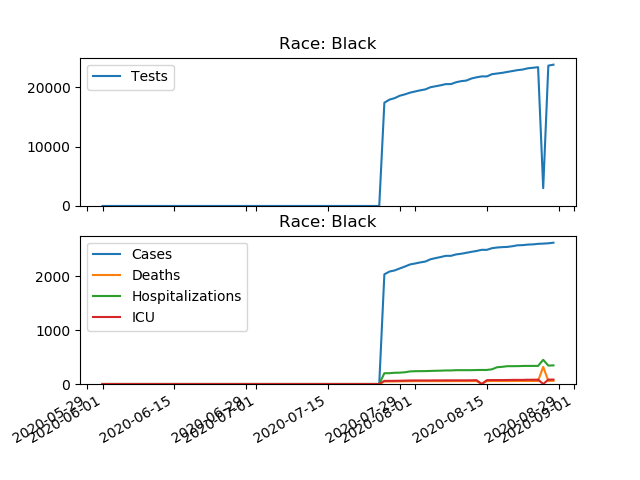 Race: Black
Tests
20000
10000
0
Race: Black
Cases
Deaths
Hospitalizations
ICU
2000
1000
0
2020-05-29
2020-06-01
2020-06-15
2020-06-29
2020-07-01
2020-07-15
2020-07-29
2020-08-01
2020-08-15
2020-08-29
2020-09-01